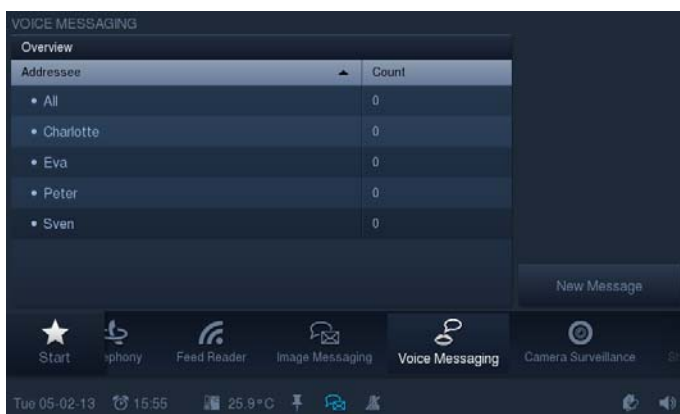 VOICE MESSAGING
Overview
Addressee Count
• All 0
• Charlotte 0
• Eva 0
• Peter 0
• Sven 0
New Message
Start ephony Feed Reader Image Messaging Voice Messaging Camera Surveillance
Tue 05-02-13 15:55 25.9°C